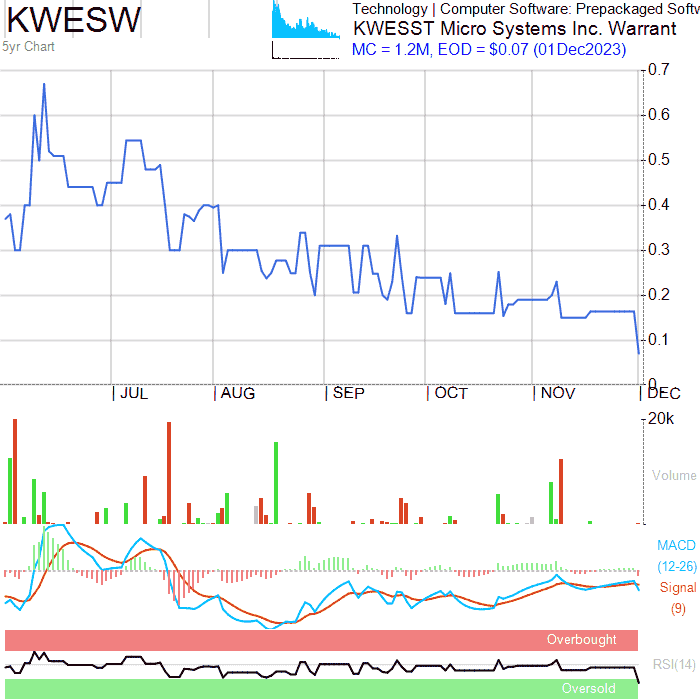 KWESW
Technology | Computer Software: Prepackaged Softw
5yr Chart
KWESST Micro Systems Inc. Warrant
MC = 1.2M, EOD = $0.07 (01Dec2023)
0.7
0.6
0.5
0.4
0.3
0.2
0.1
0
JUL AUG SEP OCT NOV DEC
20k
Volume
MACD
(12-26)
Signal
(9)
Overbought
RSI(14)
Oversold